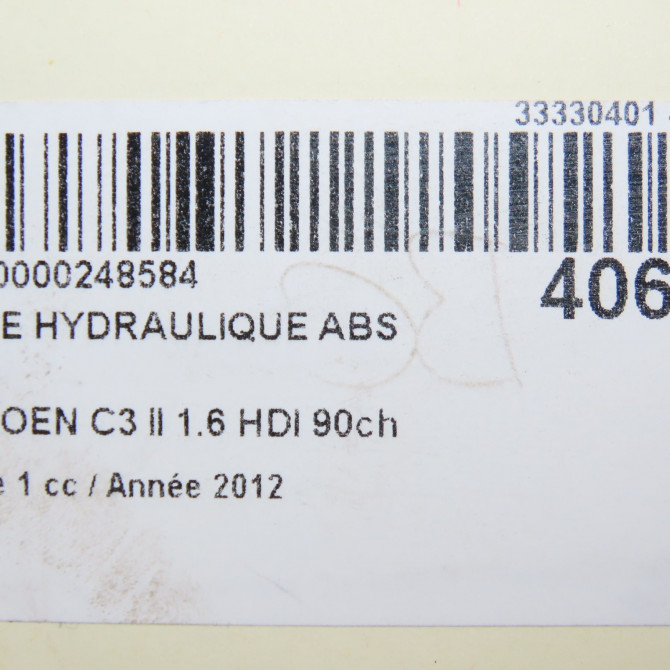 33330401
0000248584
406
E HYDRAULIQUE ABS
OEN C3 II 1.6 HDI 90ch
e 1 cc / Année 2012